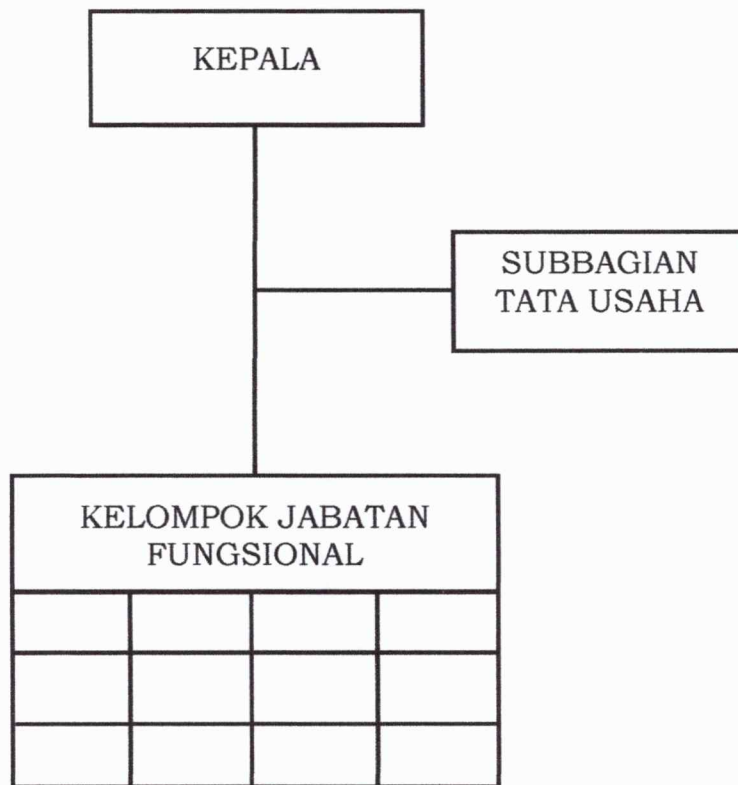 KEPALA
SUBBAGIAN
TATA USAHA
KELOMPOK JABATAN
FUNGSIONAL